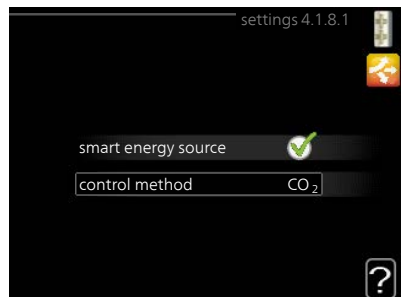 settings 4.1.8.1
smart energy source
control method CO₂
?